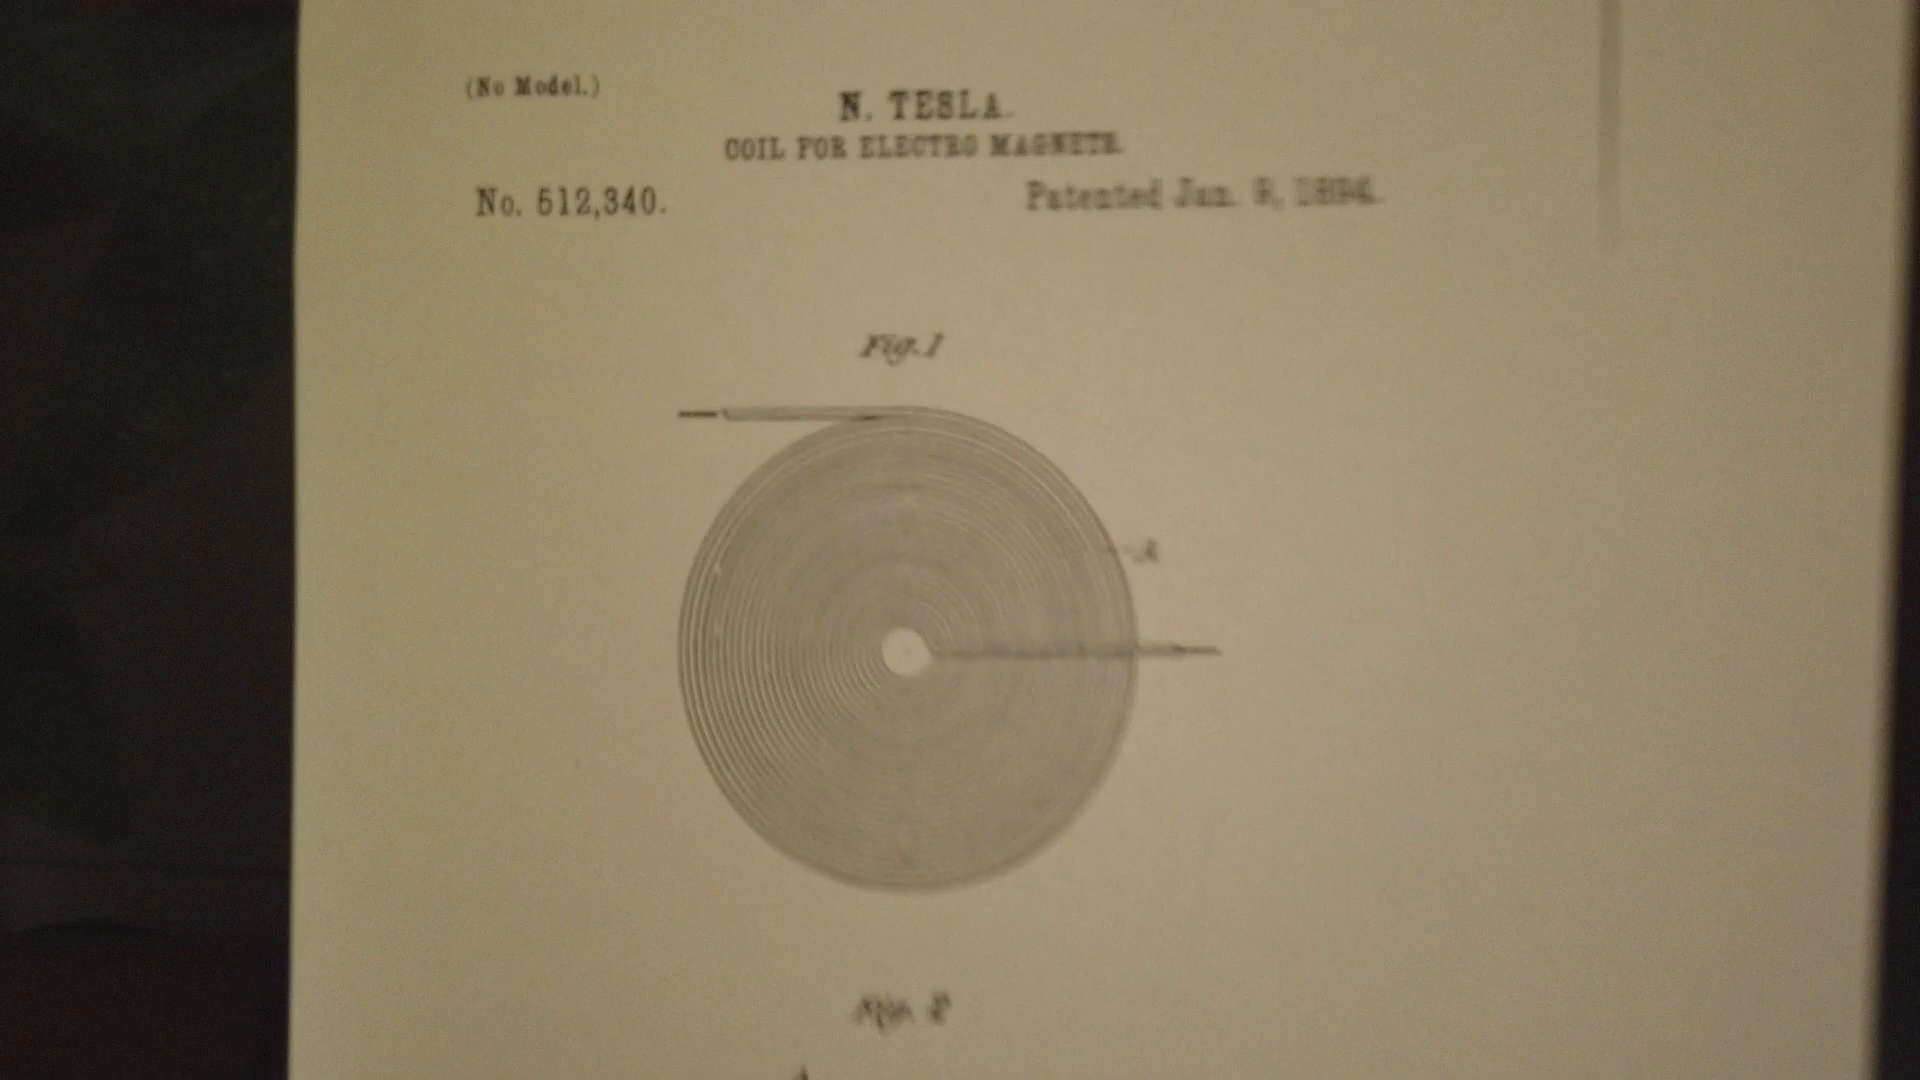 (No Model.)
N. TESLA.
COIL FOR ELECTRO MAGNETS.
No. 512,340.
Patented Jan. 9, 1894.
Fig. 1
A
Fig. 2